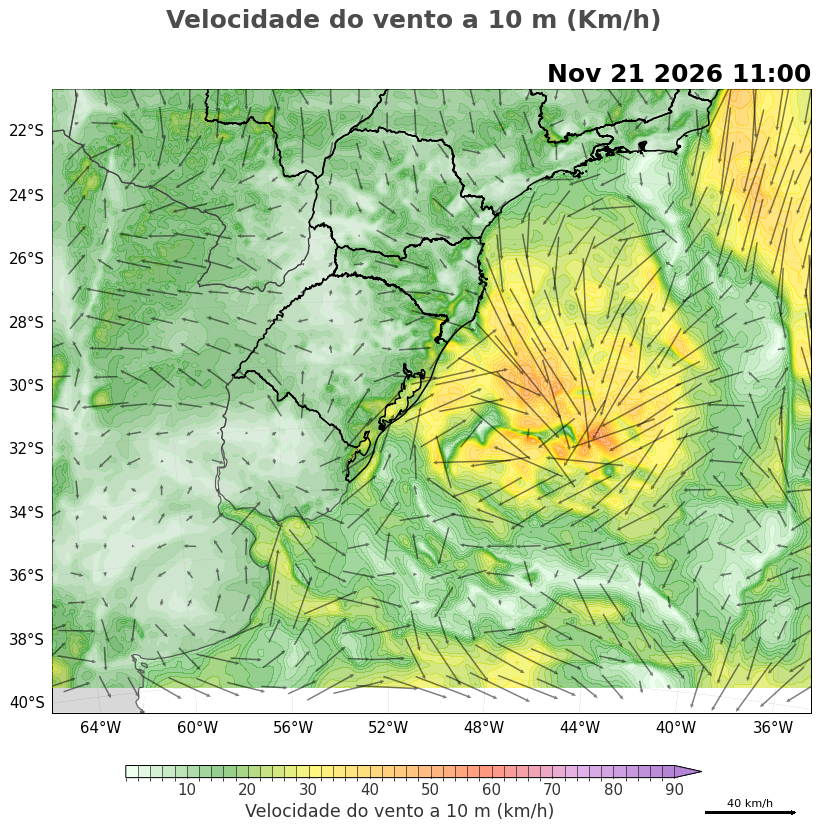 Velocidade do vento a 10 m (Km/h)
Nov 21 2026 11:00
22°S
24°S
26°S
28°S
30°S
32°S
34°S
36°S
38°S
40°S
64°W 60°W 56°W 52°W 48°W 44°W 40°W 36°W
10 20 30 40 50 60 70 80 90
Velocidade do vento a 10 m (km/h)
40 km/h